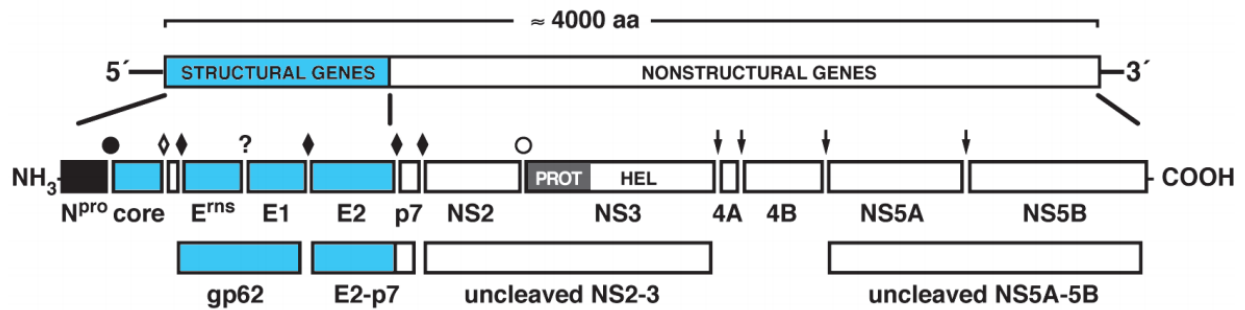 ≈ 4000 aa
5´ STRUCTURAL GENES NONSTRUCTURAL GENES 3´
?
NH3 PROT HEL COOH
Npro core Erns E1 E2 p7 NS2 NS3 4A 4B NS5A NS5B
gp62 E2-p7 uncleaved NS2-3 uncleaved NS5A-5B